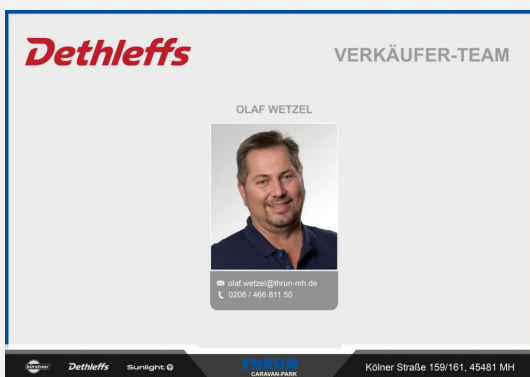 Dethleffs
VERKÄUFER-TEAM
OLAF WETZEL
olaf.wetzel@thrun-mh.de
0208 / 466 811 50
bürstner
Dethleffs
Sunlight
THRUN
CARAVAN-PARK
Kölner Straße 159/161, 45481 MH